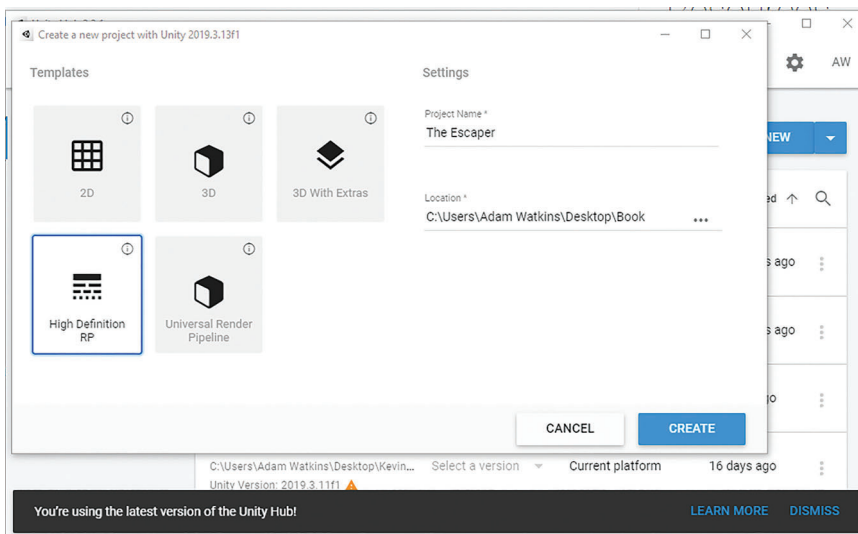 Create a new project with Unity 2019.3.13f1
AW
Templates
Settings
2D
3D
3D With Extras
High Definition
RP
Universal Render
Pipeline
Project Name *
The Escaper
Location *
C:\Users\Adam Watkins\Desktop\Book
...
CANCEL
CREATE
ago
ago
C:\Users\Adam Watkins\Desktop\Kevin... Select a version Current platform 16 days ago
Unity Version: 2019.3.11f1
You're using the latest version of the Unity Hub!
LEARN MORE DISMISS